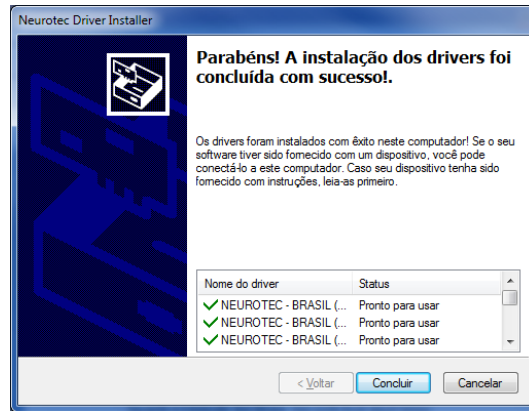 Neurotec Driver Installer
Parabéns! A instalação dos drivers foi
concluída com sucesso!.
Os drivers foram instalados com êxito neste computador! Se o seu
software tiver sido fornecido com um dispositivo, você pode
conectá-lo a este computador. Caso seu dispositivo tenha sido
fornecido com instruções, leia-as primeiro.
Nome do driver Status
NEUROTEC - BRASIL (... Pronto para usar
NEUROTEC - BRASIL (... Pronto para usar
NEUROTEC - BRASIL (... Pronto para usar
< Voltar Concluir Cancelar